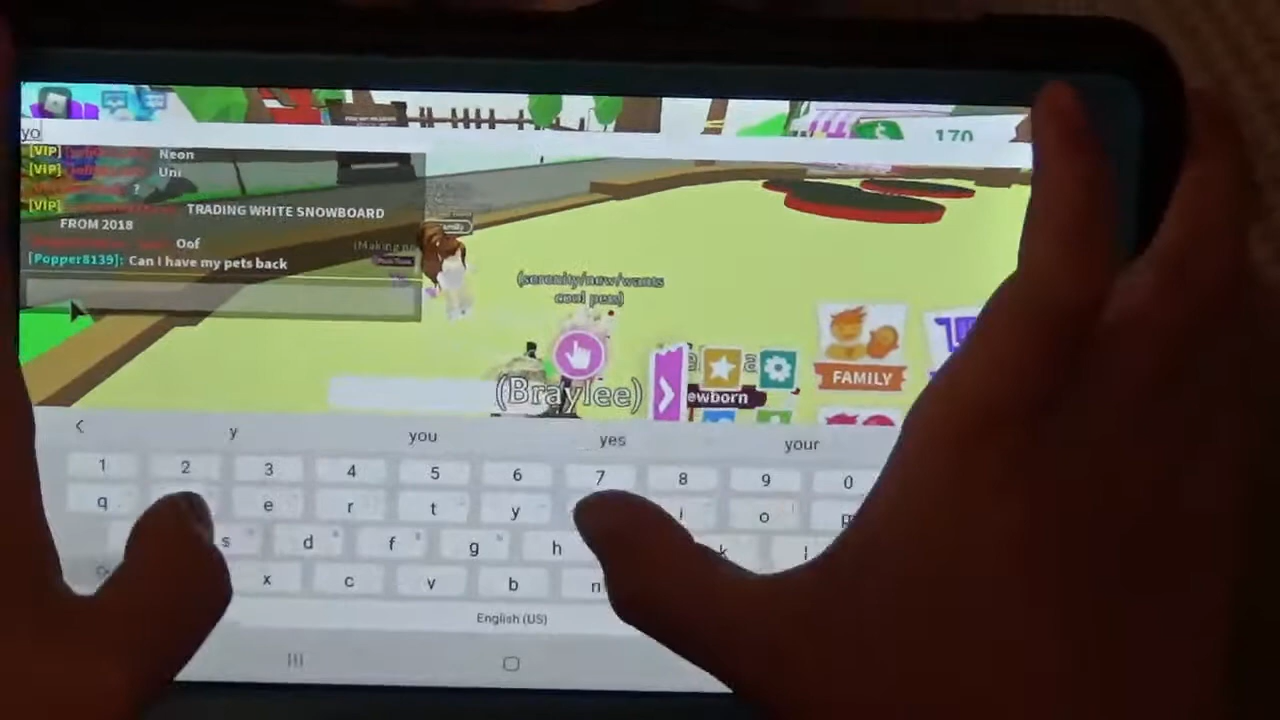 170
yo
[VIP] Neon
[VIP] Uni
?
[VIP] TRADING WHITE SNOWBOARD
FROM 2018
Oof
[Popper8139]: Can I have my pets back
(Making
(serenity/new/wants
cool pets)
(Braylee)
ewborn
FAMILY
< y you yes your
1 2 3 4 5 6 7 8 9 0
q e r t y i o p
s d f g h k l
x c v b n
English (US)